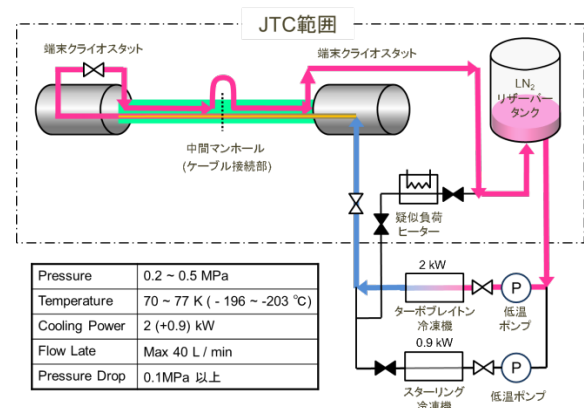 JTC範囲
端末クライオスタット
端末クライオスタット
LN₂
リザーバー
タンク
中間マンホール
(ケーブル接続部)
疑似負荷
ヒーター
2 kW
P
ターボブレイトン
冷凍機
低温
ポンプ
0.9 kW
P
スターリング
冷凍機
低温ポンプ
Pressure 0.2 ~ 0.5 MPa
Temperature 70 ~ 77 K ( - 196 ~ -203 ℃)
Cooling Power 2 (+0.9) kW
Flow Late Max 40 L / min
Pressure Drop 0.1MPa 以上